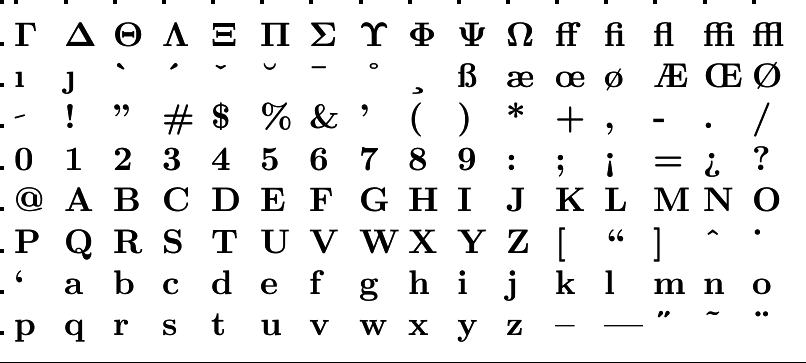 Γ Δ Θ Λ Ξ Π Σ Υ Φ Ψ Ω ff fi fl ffi ffl
ı ȷ ` ´ ˇ ˘ ¯ ˚ ¸ ß æ œ ø Æ Œ Ø
- ! ” # $ % & ’ ( ) * + , - . /
0 1 2 3 4 5 6 7 8 9 : ; ¡ = ¿ ?
@ A B C D E F G H I J K L M N O
P Q R S T U V W X Y Z [ “ ] ˆ ˙
‘ a b c d e f g h i j k l m n o
p q r s t u v w x y z – — ˝ ˜ ¨